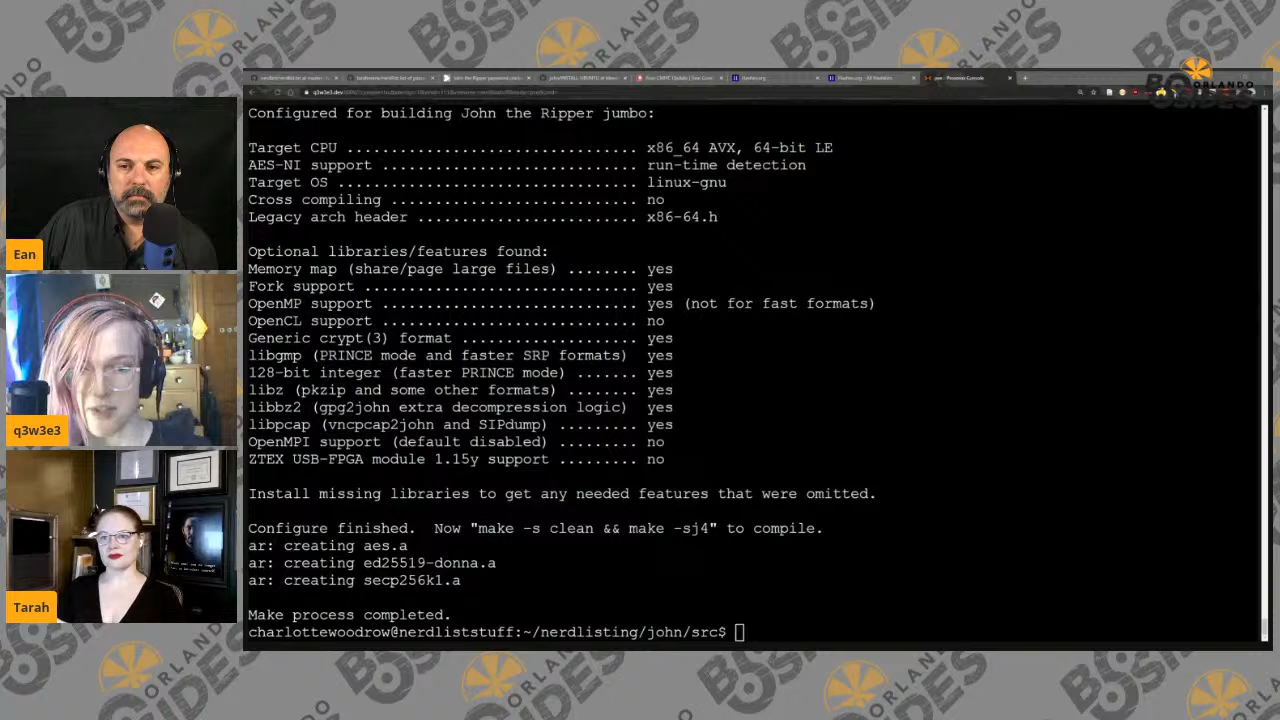 BSIDES ORLANDO
Ean
q3w3e3
Tarah
Configured for building John the Ripper jumbo:
Target CPU ................................. x86_64 AVX, 64-bit LE
AES-NI support ............................. run-time detection
Target OS .................................. linux-gnu
Cross compiling ............................ no
Legacy arch header ......................... x86-64.h
Optional libraries/features found:
Memory map (share/page large files) ........ yes
Fork support ............................... yes
OpenMP support ............................. yes (not for fast formats)
OpenCL support ............................. no
Generic crypt(3) format .................... yes
libgmp (PRINCE mode and faster SRP formats)  yes
128-bit integer (faster PRINCE mode) ....... yes
libz (pkzip and some other formats) ........ yes
libbz2 (gpg2john extra decompression logic)  yes
libpcap (vncpcap2john and SIPdump) ......... yes
OpenMPI support (default disabled) ......... no
ZTEX USB-FPGA module 1.15y support ......... no
Install missing libraries to get any needed features that were omitted.
Configure finished.  Now "make -s clean && make -sj4" to compile.
ar: creating aes.a
ar: creating ed25519-donna.a
ar: creating secp256k1.a
Make process completed.
charlottewoodrow@nerdliststuff:~/nerdlisting/john/src$